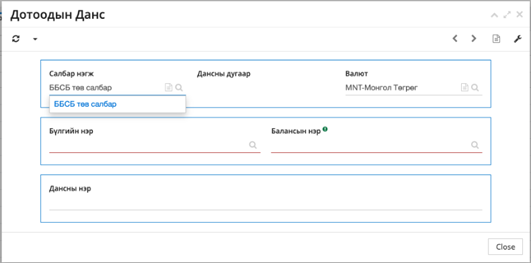 Дотоодын Данс
Салбар нэгж
Дансны дугаар
Валют
ББСБ төв салбар
MNT-Монгол Төгрөг
ББСБ төв салбар
Бүлгийн нэр
Балансын нэр
Дансны нэр
Close